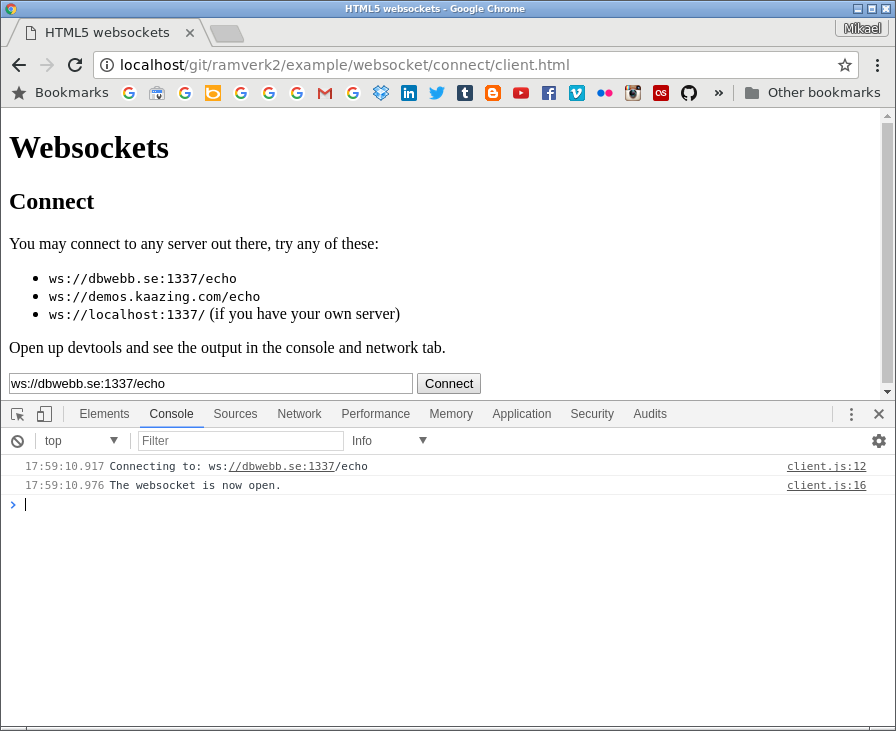 HTML5 websockets - Google Chrome
HTML5 websockets
Mikael
localhost/git/ramverk2/example/websocket/connect/client.html
Bookmarks
Other bookmarks
Websockets
Connect
You may connect to any server out there, try any of these:
ws://dbwebb.se:1337/echo
ws://demos.kaazing.com/echo
ws://localhost:1337/ (if you have your own server)
Open up devtools and see the output in the console and network tab.
ws://dbwebb.se:1337/echo Connect
Elements Console Sources Network Performance Memory Application Security Audits
top Filter Info
17:59:10.917 Connecting to: ws://dbwebb.se:1337/echo client.js:12
17:59:10.976 The websocket is now open. client.js:16